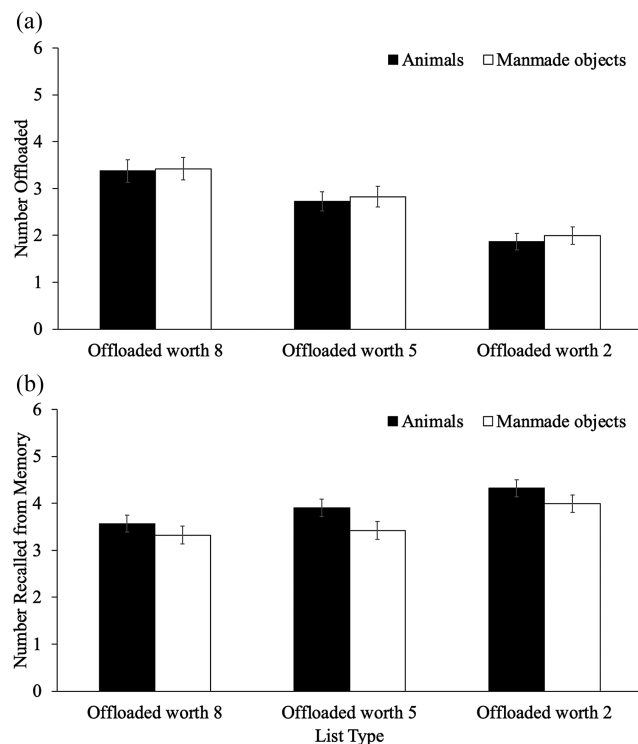 (a)
Animals Manmade objects
6
5
4
3
2
1
0
Number Offloaded
Offloaded worth 8 Offloaded worth 5 Offloaded worth 2
(b)
Animals Manmade objects
6
5
4
3
2
1
0
Number Recalled from Memory
Offloaded worth 8 Offloaded worth 5 Offloaded worth 2
List Type